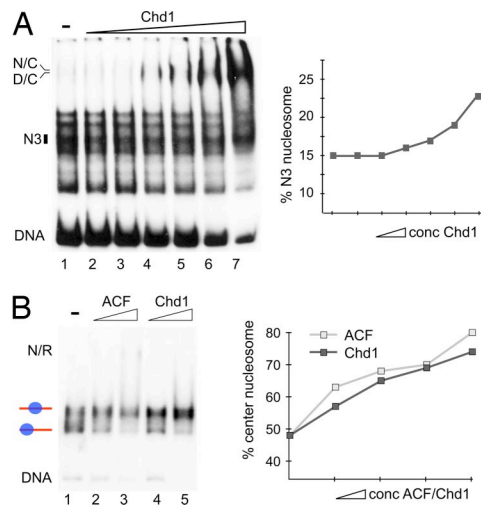 A
Chd1
-
N/C
D/C
N3
DNA
1 2 3 4 5 6 7
25
20
15
10
% N3 nucleosome
conc Chd1
B
ACF Chd1
-
N/R
DNA
1 2 3 4 5
80
70
60
50
40
% center nucleosome
ACF
Chd1
conc ACF/Chd1